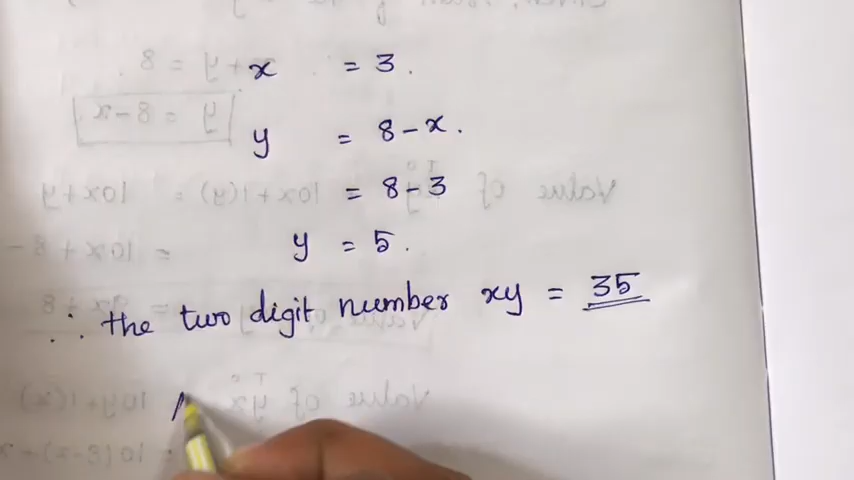 x = 3.
y = 8 - x.
= 8 - 3
y = 5.
∴ the two digit number xy = 35